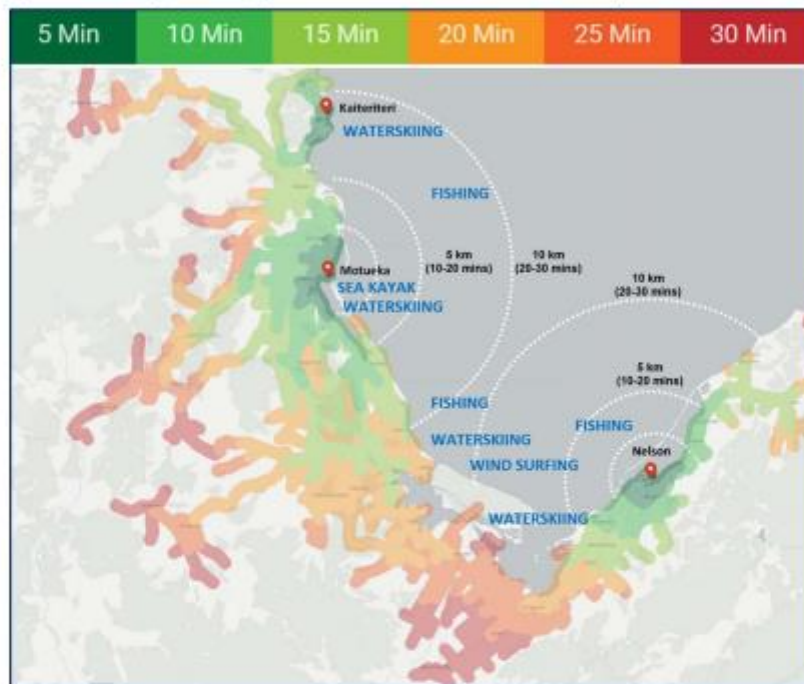 5 Min 10 Min 15 Min 20 Min 25 Min 30 Min
Kaiteriteri
WATERSKIING
FISHING
5 km
(10-20 mins)
10 km
(20-30 mins)
Motueka
SEA KAYAK
WATERSKIING
10 km
(20-30 mins)
5 km
(10-20 mins)
FISHING
FISHING
WATERSKIING
Nelson
WIND SURFING
WATERSKIING